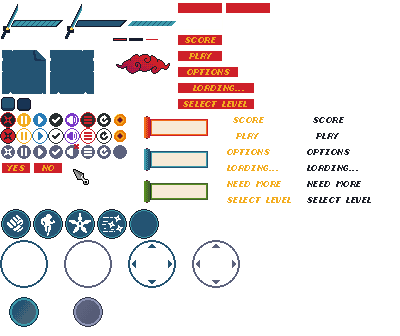 SCORE
PLAY
OPTIONS
LOADING...
SELECT LEVEL
SCORE SCORE
PLAY PLAY
OPTIONS OPTIONS
LOADING... LOADING...
YES NO
NEED MORE NEED MORE
SELECT LEVEL SELECT LEVEL